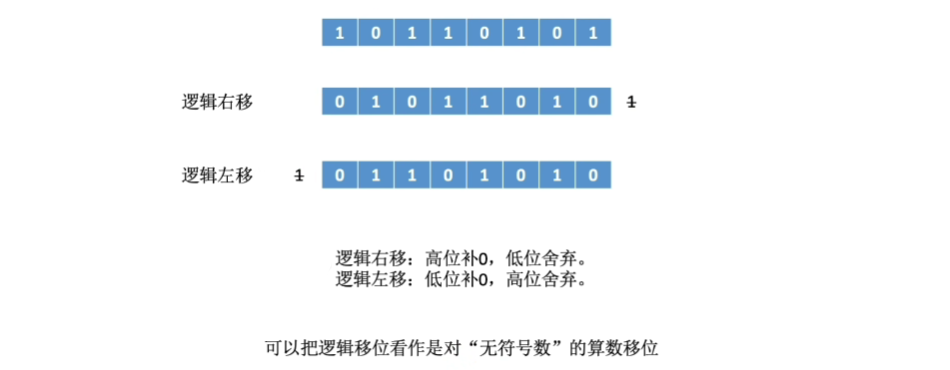 1 0 1 1 0 1 0 1
逻辑右移 0 1 0 1 1 0 1 0 1
逻辑左移 1 0 1 1 0 1 0 1 0
逻辑右移：高位补0，低位舍弃。
逻辑左移：低位补0，高位舍弃。
可以把逻辑移位看作是对“无符号数”的算数移位